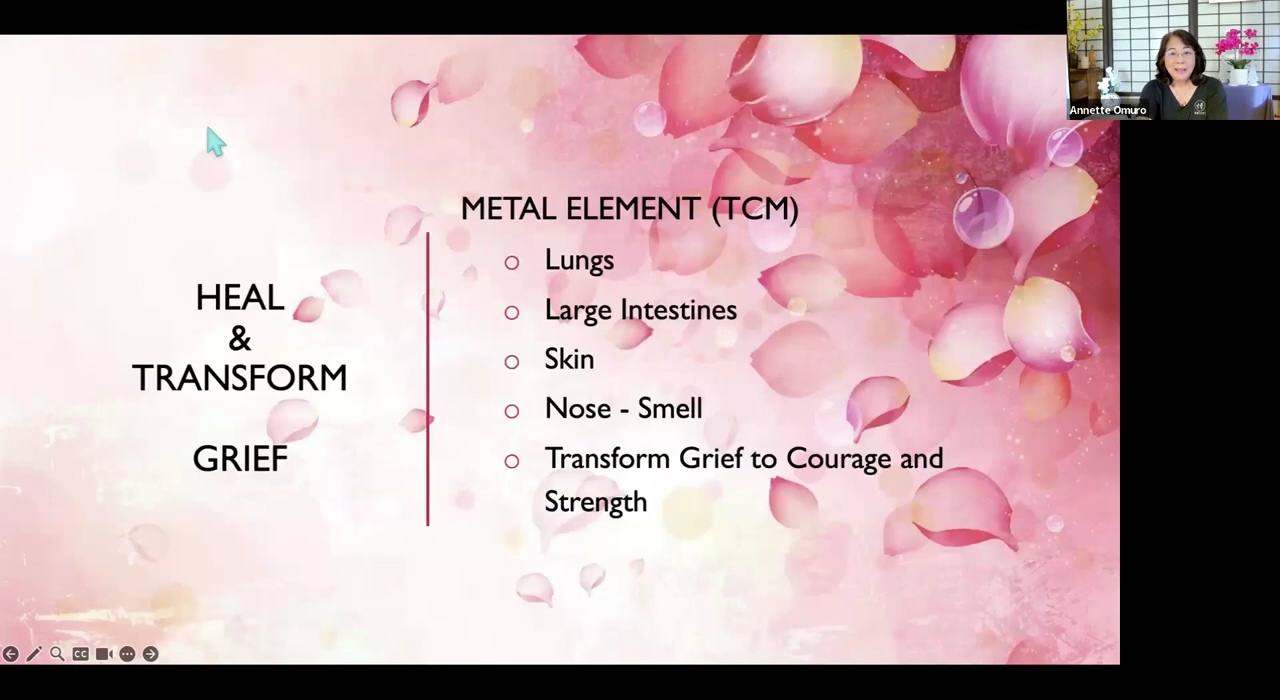 Annette Omuro
HEAL
&
TRANSFORM
GRIEF
METAL ELEMENT (TCM)
Lungs
Large Intestines
Skin
Nose - Smell
Transform Grief to Courage and
Strength
CC